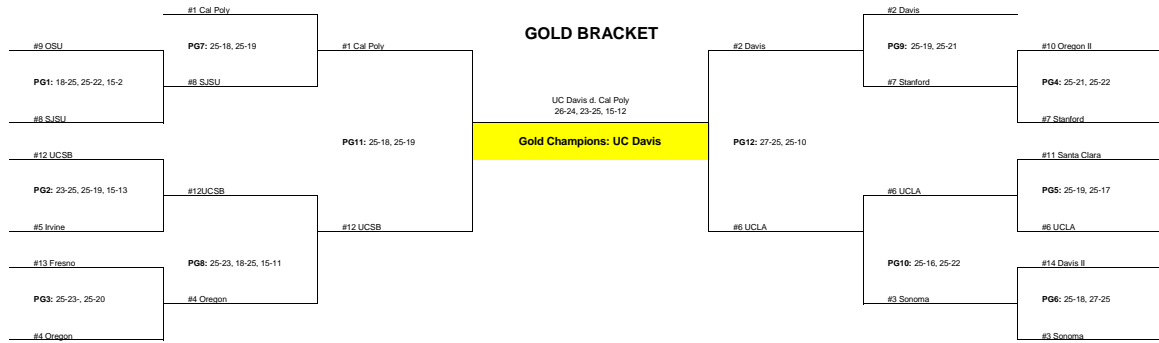 #1 Cal Poly
#2 Davis
GOLD BRACKET
#9 OSU
PG7: 25-18, 25-19
#1 Cal Poly
#2 Davis
PG9: 25-19, 25-21
#10 Oregon II
PG1: 18-25, 25-22, 15-2
#8 SJSU
#7 Stanford
PG4: 25-21, 25-22
UC Davis d. Cal Poly
26-24, 23-25, 15-12
#8 SJSU
#7 Stanford
PG11: 25-18, 25-19
Gold Champions: UC Davis
PG12: 27-25, 25-10
#12 UCSB
#11 Santa Clara
PG2: 23-25, 25-19, 15-13
#12UCSB
#6 UCLA
PG5: 25-19, 25-17
#5 Irvine
#12 UCSB
#6 UCLA
#6 UCLA
#13 Fresno
PG8: 25-23, 18-25, 15-11
PG10: 25-16, 25-22
#14 Davis II
PG3: 25-23-, 25-20
#4 Oregon
#3 Sonoma
PG6: 25-18, 27-25
#4 Oregon
#3 Sonoma